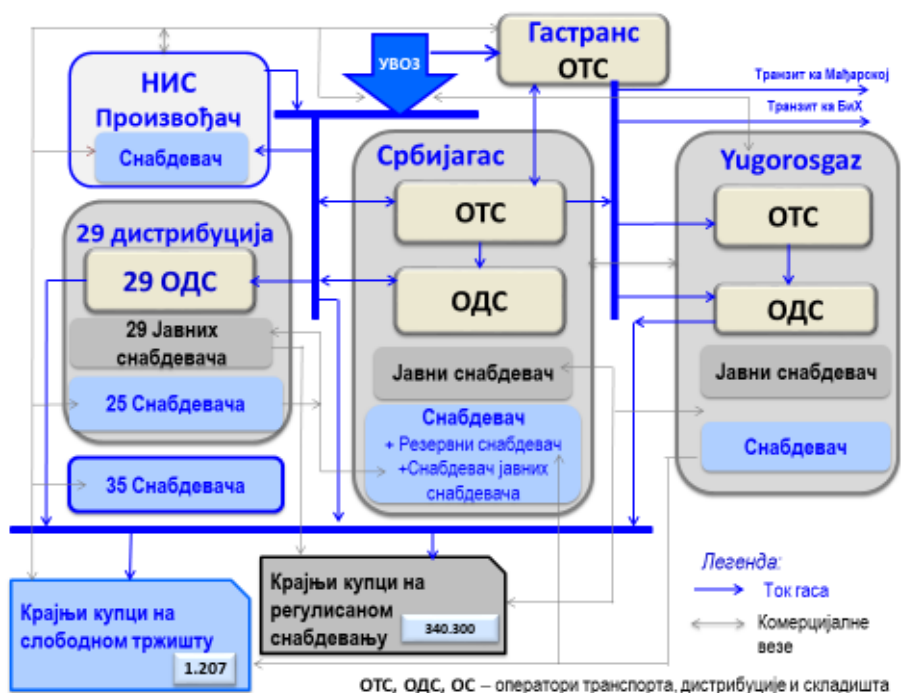 Гастранс
ОТС
УВОЗ
НИС
Произвођач
Снабдевач
Транзит ка Мађарској
Транзит ка БиХ
Србијагас
ОТС
ОДС
Јавни снабдевач
Снабдевач
+ Резервни снабдевач
+Снабдевач јавних
снабдевача
Yugorosgaz
ОТС
ОДС
Јавни снабдевач
Снабдевач
29 дистрибуција
29 ОДС
29 Јавних
снабдевача
25 Снабдевача
35 Снабдевача
Крајњи купци на
слободном тржишту
1.207
Крајњи купци на
регулисаном
снабдевању
340.300
Легенда:
Ток гаса
Комерцијалне
везе
ОТС, ОДС, ОС – оператори транспорта, дистрибуције и складишта